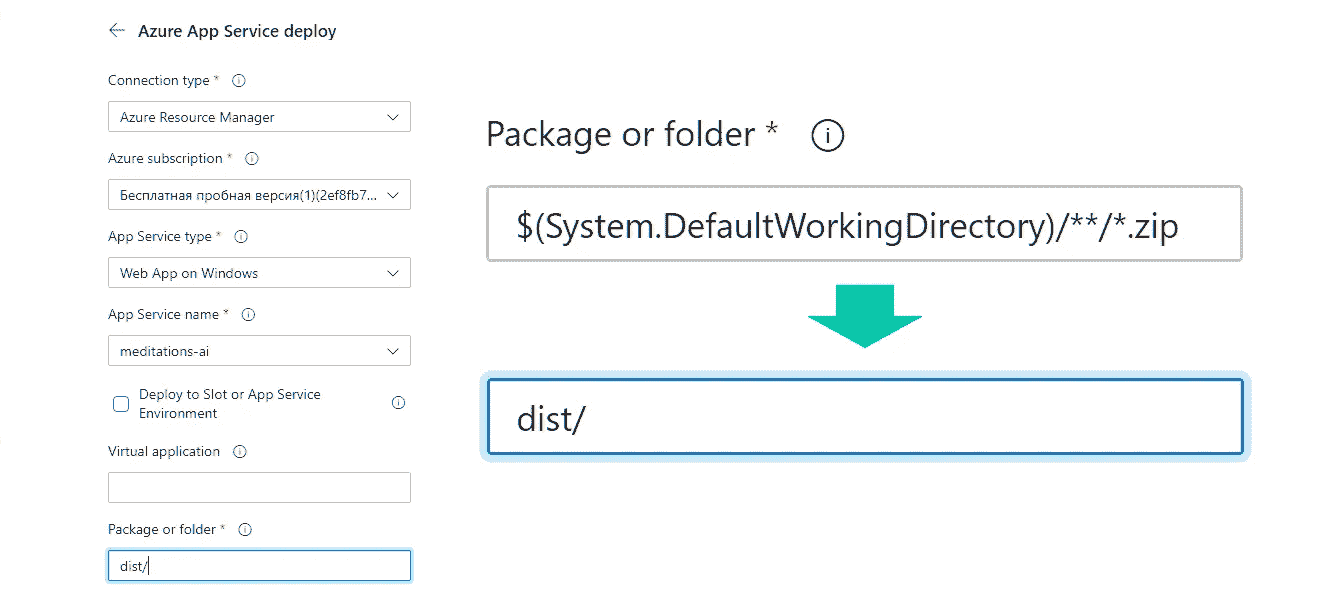 Azure App Service deploy
Connection type *
Azure Resource Manager
Azure subscription *
Бесплатная пробная версия(1)(2ef8fb7...
App Service type *
Web App on Windows
App Service name *
meditations-ai
Deploy to Slot or App Service
Environment
Virtual application
Package or folder *
dist/
Package or folder *
$(System.DefaultWorkingDirectory)/**/*.zip
dist/